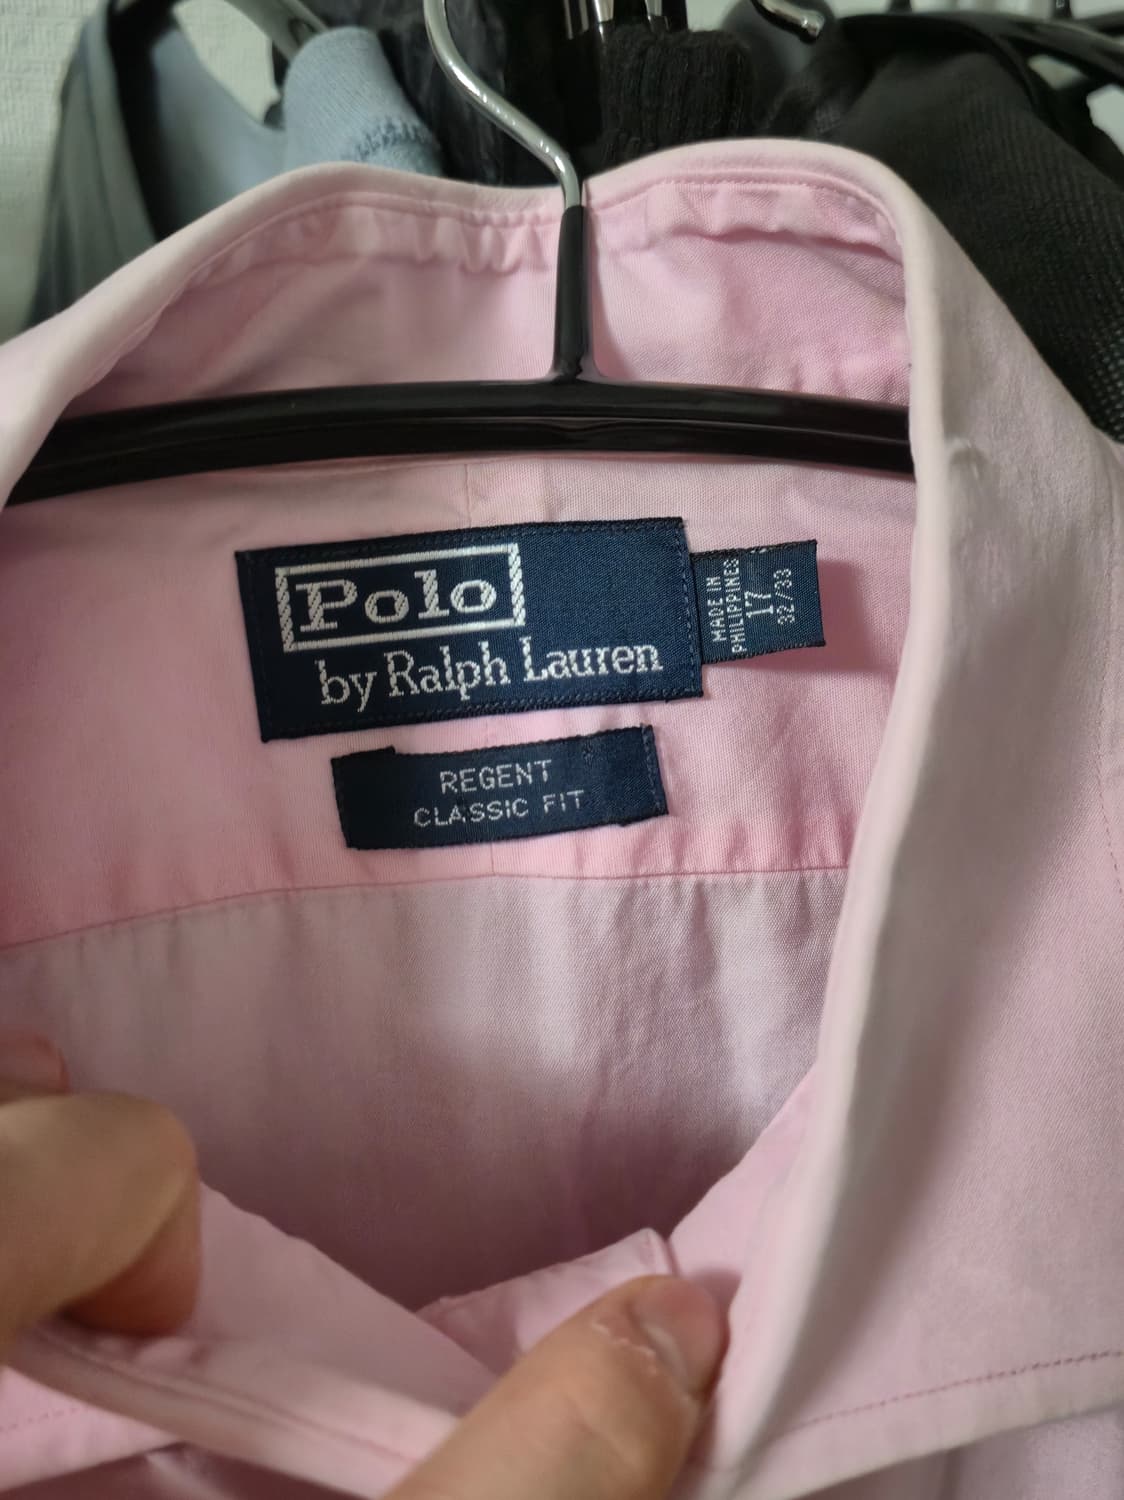 Polo
by Ralph Lauren
MADE IN
PHILIPPINES
17
32/33
REGENT
CLASSIC FIT